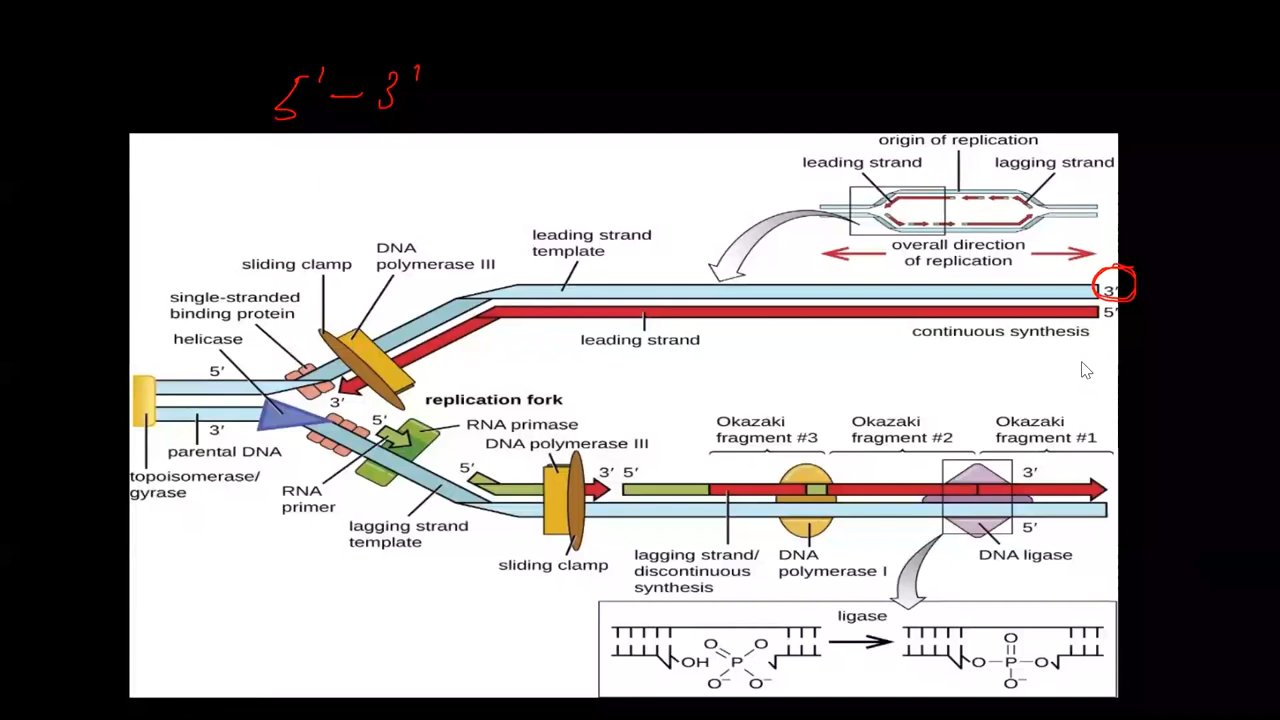 5' - 3'
origin of replication
leading strand
lagging strand
overall direction
of replication
leading strand
template
DNA
polymerase III
sliding clamp
single-stranded
binding protein
helicase
3'
5'
continuous synthesis
leading strand
5'
3'
replication fork
3'
parental DNA
topoisomerase/
gyrase
5'
RNA primase
DNA polymerase III
RNA
primer
lagging strand
template
5'
3'
5'
sliding clamp
Okazaki
fragment #3
Okazaki
fragment #2
Okazaki
fragment #1
3'
5'
lagging strand/
discontinuous
synthesis
DNA
polymerase I
DNA ligase
ligase
OH
O
O
P
O⁻
O⁻
O
O
P
O
O⁻